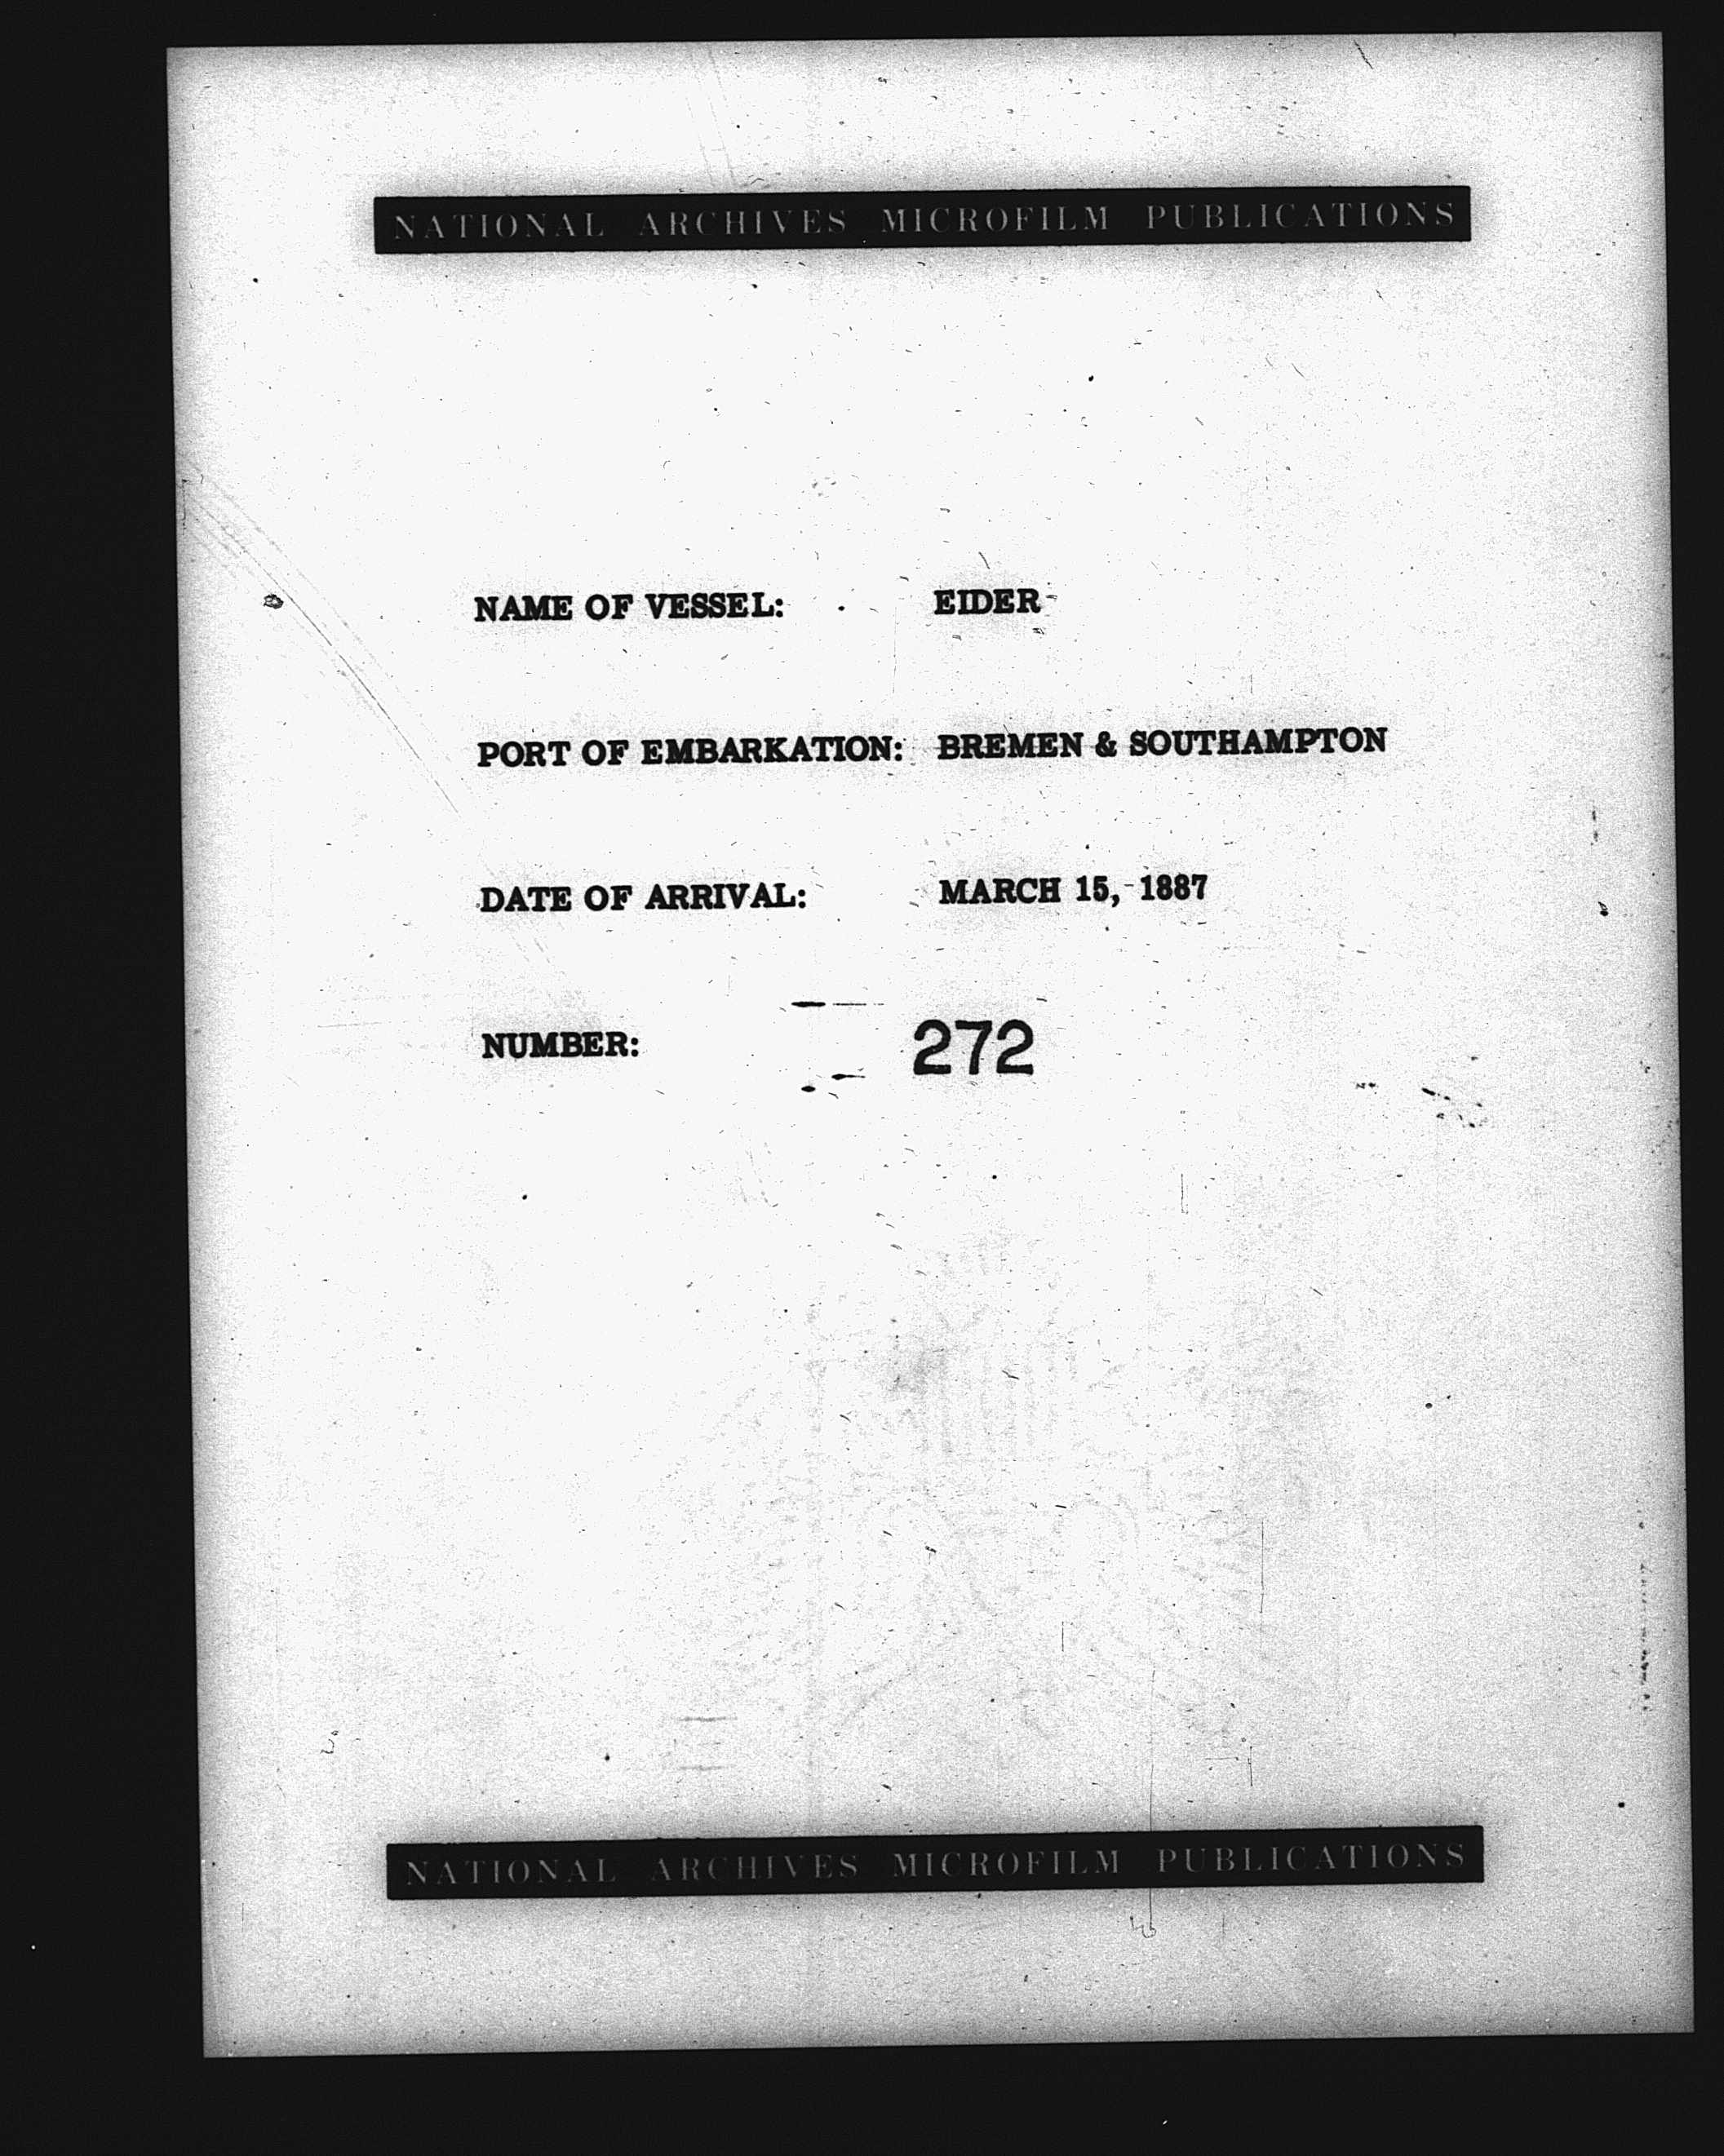 NATIONAL ARCHIVES MICROFILM PUBLICATIONS
NAME OF VESSEL: EIDER
PORT OF EMBARKATION: BREMEN & SOUTHAMPTON
DATE OF ARRIVAL: MARCH 15, 1887
NUMBER: 272
NATIONAL ARCHIVES MICROFILM PUBLICATIONS